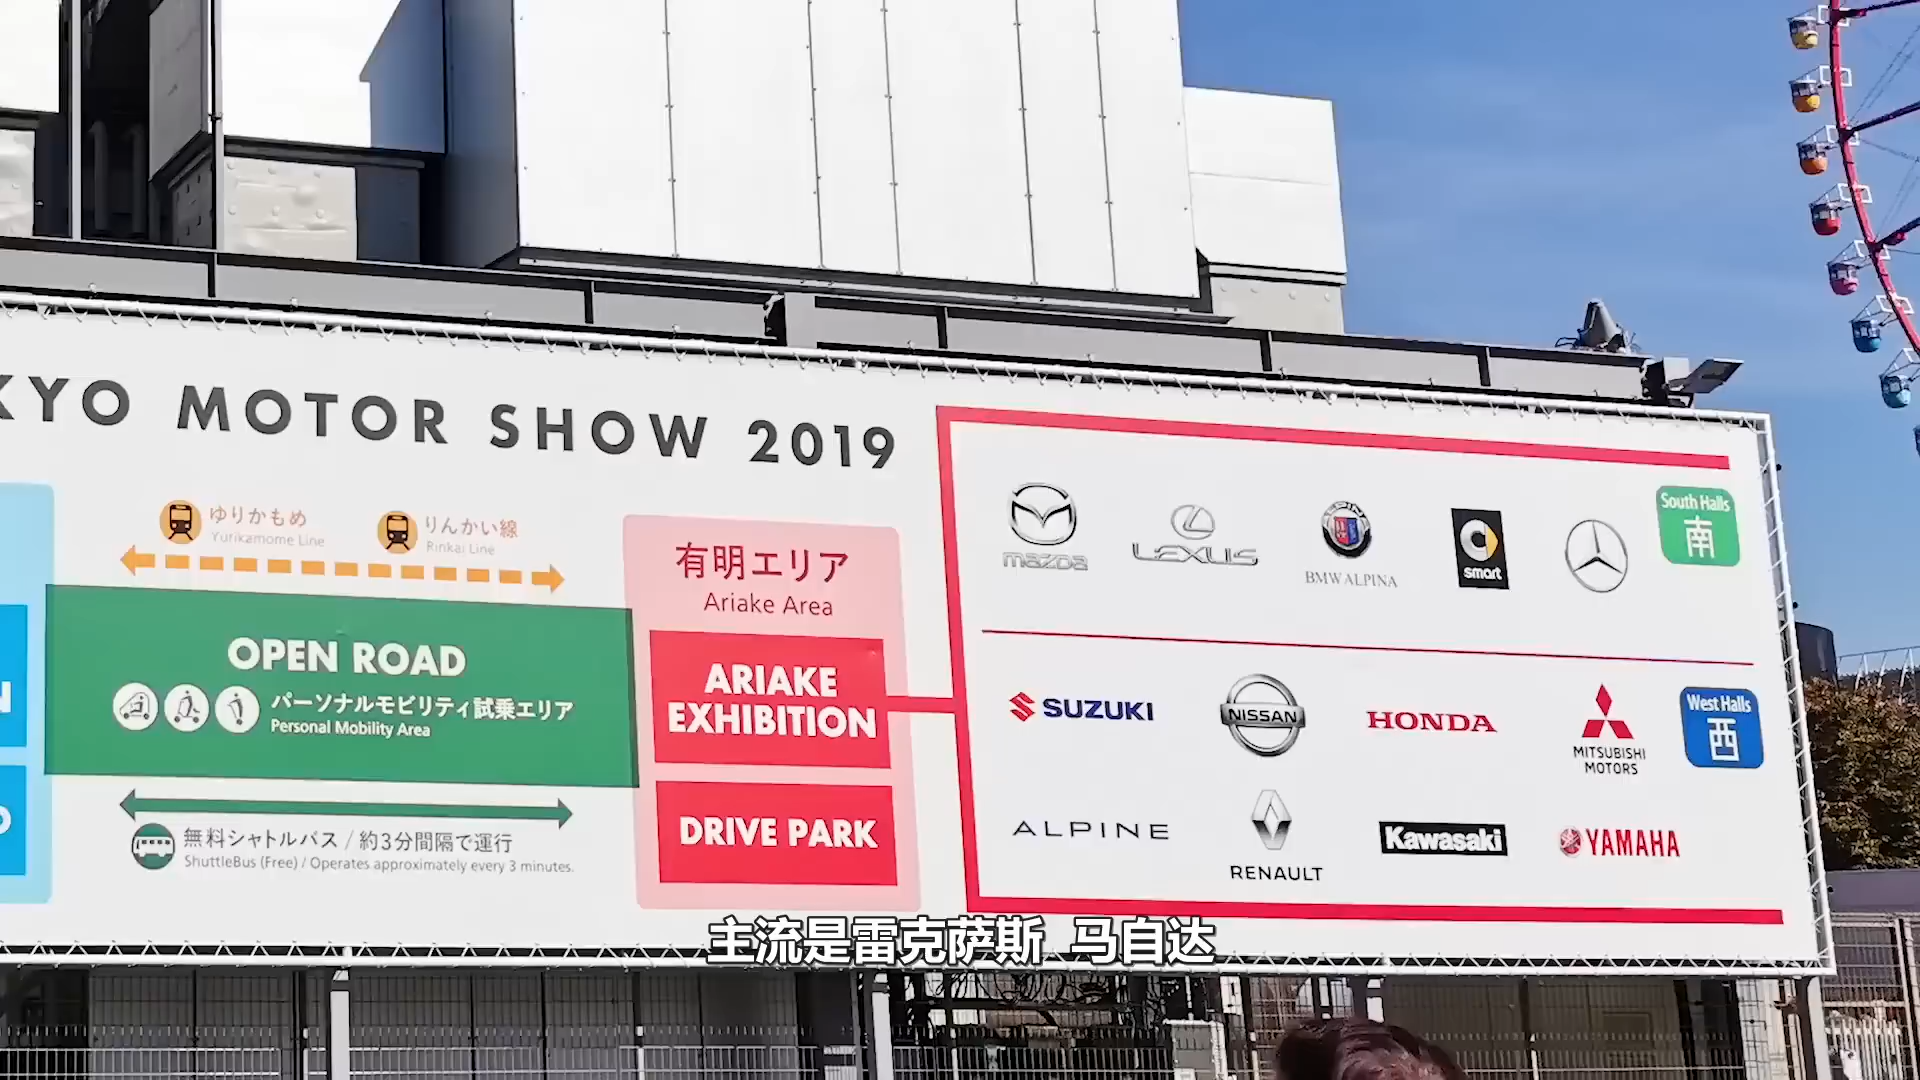 KYO MOTOR SHOW 2019
ゆりかもめ
Yurikamome Line
りんかい線
Rinkai Line
有明エリア
Ariake Area
OPEN ROAD
パーソナルモビリティ試乗エリア
Personal Mobility Area
ARIAKE
EXHIBITION
DRIVE PARK
無料シャトルバス / 約3分間隔で運行
ShuttleBus (Free) / Operates approximately every 3 minutes.
mazda
LEXUS
ALPINA
BMW ALPINA
smart
South Halls
南
SUZUKI
NISSAN
HONDA
MITSUBISHI
MOTORS
West Halls
西
ALPINE
RENAULT
Kawasaki
YAMAHA
主流是雷克萨斯 马自达